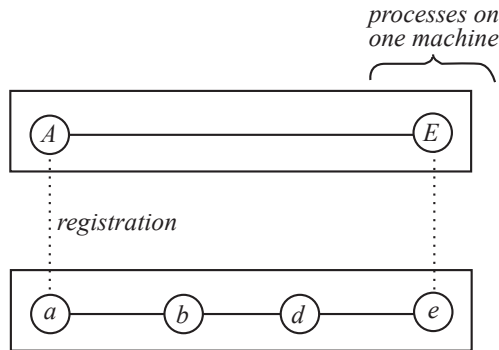 processes on
one machine
A E
registration
a b d e